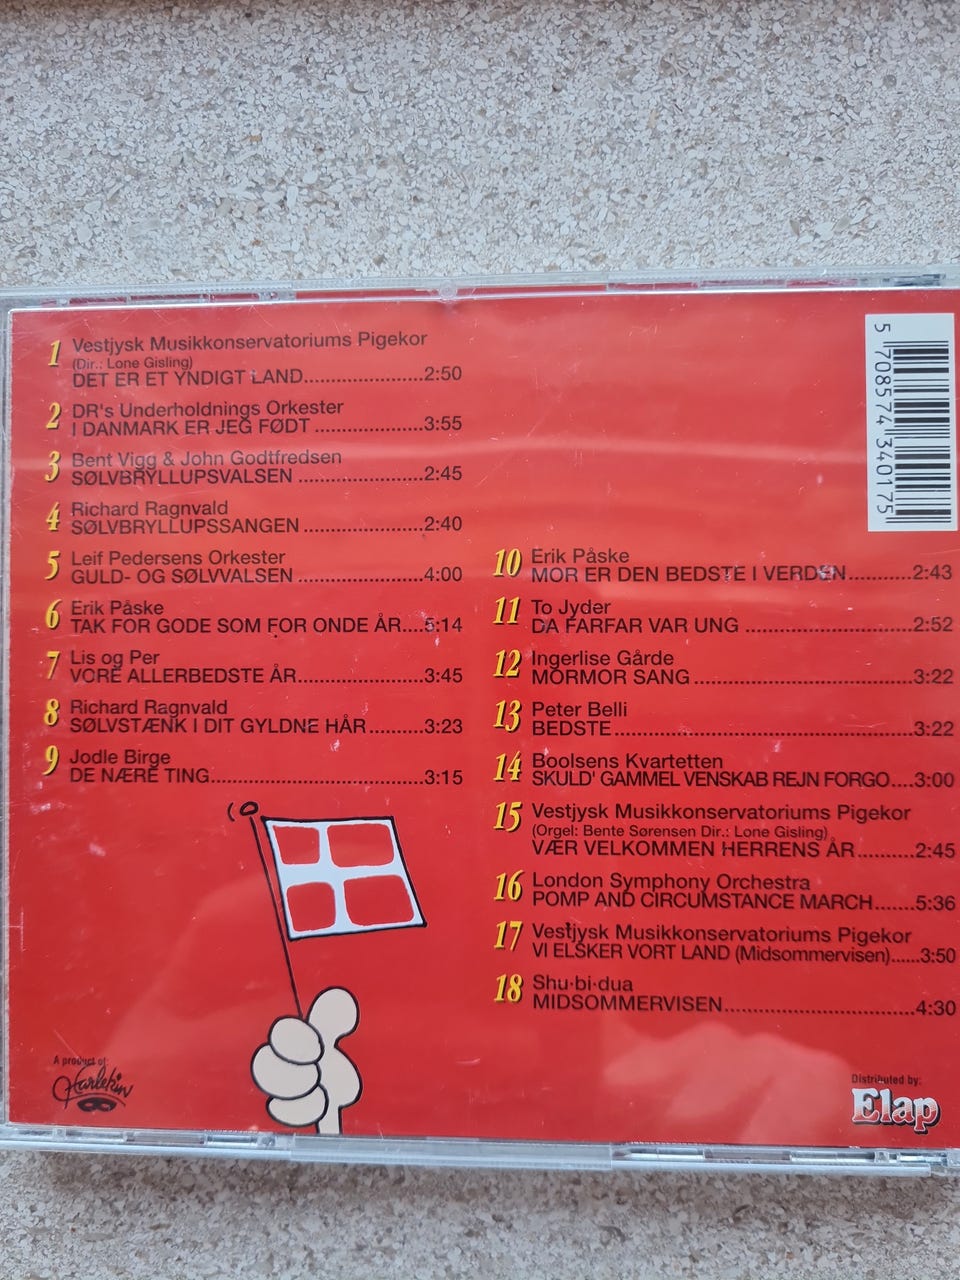 1 Vestjysk Musikkonservatoriums Pigekor
(Dir.: Lone Gisling)
DET ER ET YNDIGT LAND......................2:50
2 DR's Underholdnings Orkester
I DANMARK ER JEG FØDT ....................3:55
3 Bent Vigg & John Godtfredsen
SØLVBRYLLUPSVALSEN .......................2:45
4 Richard Ragnvald
SØLVBRYLLUPSSANGEN ......................2:40
5 Leif Pedersens Orkester
GULD- OG SØLVVALSEN .......................4:00
6 Erik Påske
TAK FOR GODE SOM FOR ONDE ÅR....5:14
7 Lis og Per
VORE ALLERBEDSTE ÅR.......................3:45
8 Richard Ragnvald
SØLVSTÆNK I DIT GYLDNE HÅR..........3:23
9 Jodle Birge
DE NÆRE TING.......................................3:15
10 Erik Påske
MOR ER DEN BEDSTE I VERDEN...........2:43
11 To Jyder
DA FARFAR VAR UNG ............................2:52
12 Ingerlise Gårde
MORMOR SANG.....................................3:22
13 Peter Belli
BEDSTE...................................................3:22
14 Boolsens Kvartetten
SKULD' GAMMEL VENSKAB REJN FORGO....3:00
15 Vestjysk Musikkonservatoriums Pigekor
(Orgel: Bente Sørensen Dir.: Lone Gisling)
VÆR VELKOMMEN HERRENS ÅR..........2:45
16 London Symphony Orchestra
POMP AND CIRCUMSTANCE MARCH.......5:36
17 Vestjysk Musikkonservatoriums Pigekor
VI ELSKER VORT LAND (Midsommervisen)......3:50
18 Shu·bi·dua
MIDSOMMERVISEN................................4:30
5 708574 340175
A product of:
Harlekin
Distributed by:
Elap